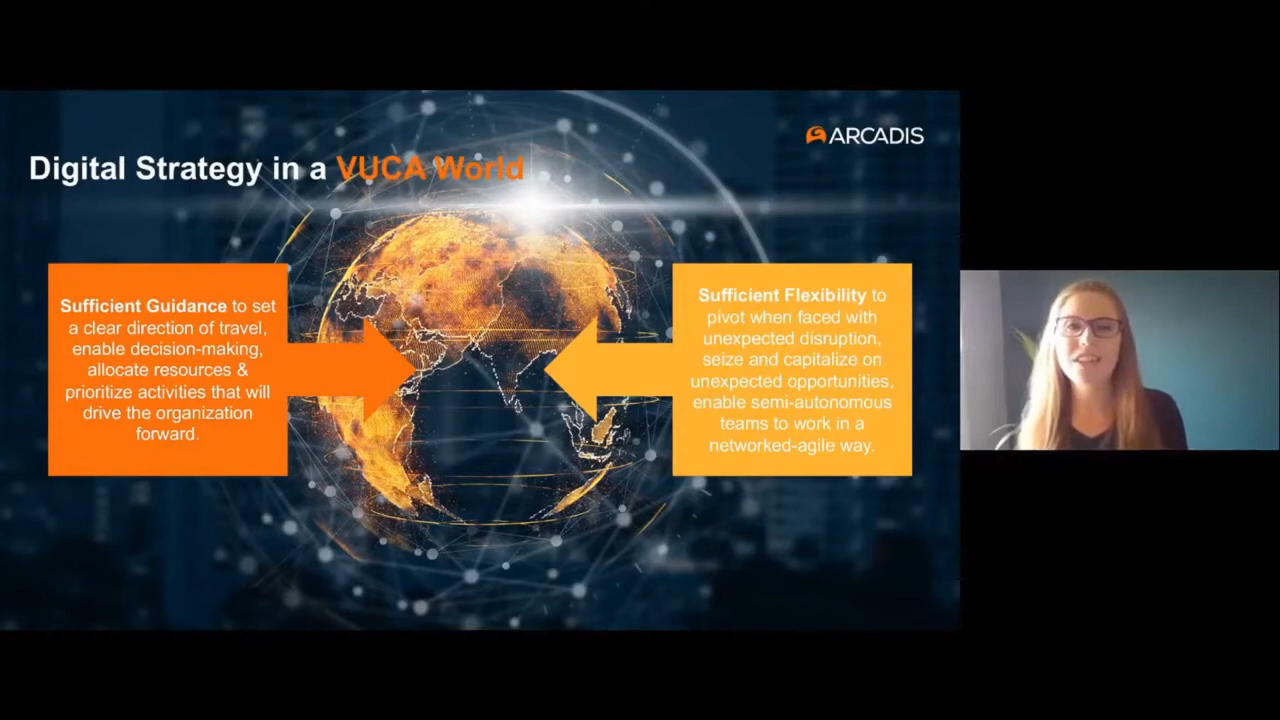 ARCADIS
Digital Strategy in a VUCA World
Sufficient Guidance to set
a clear direction of travel,
enable decision-making,
allocate resources &
prioritize activities that will
drive the organization
forward.
Sufficient Flexibility to
pivot when faced with
unexpected disruption,
seize and capitalize on
unexpected opportunities,
enable semi-autonomous
teams to work in a
networked-agile way.